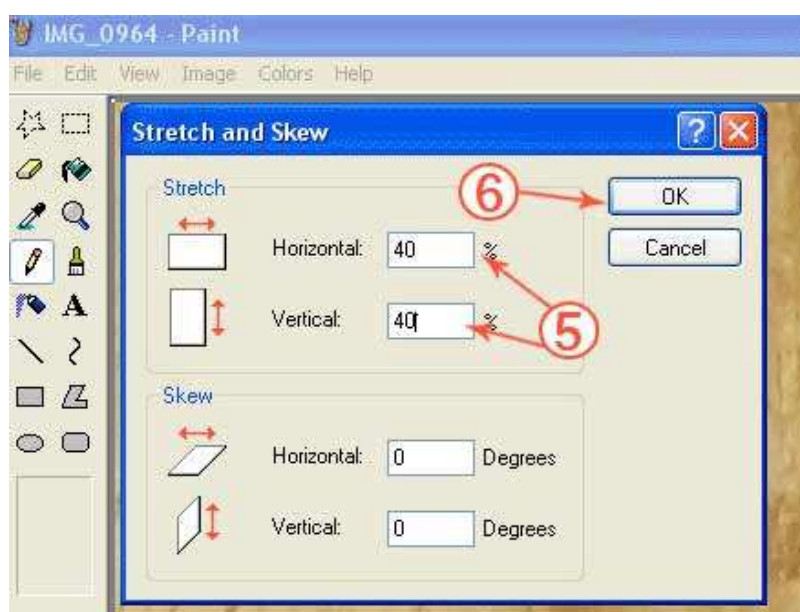 IMG_0964 - Paint
File Edit View Image Colors Help
Stretch and Skew
Stretch
Horizontal: 40 %
Vertical: 40 %
6
OK
Cancel
5
Skew
Horizontal: 0 Degrees
Vertical: 0 Degrees
A